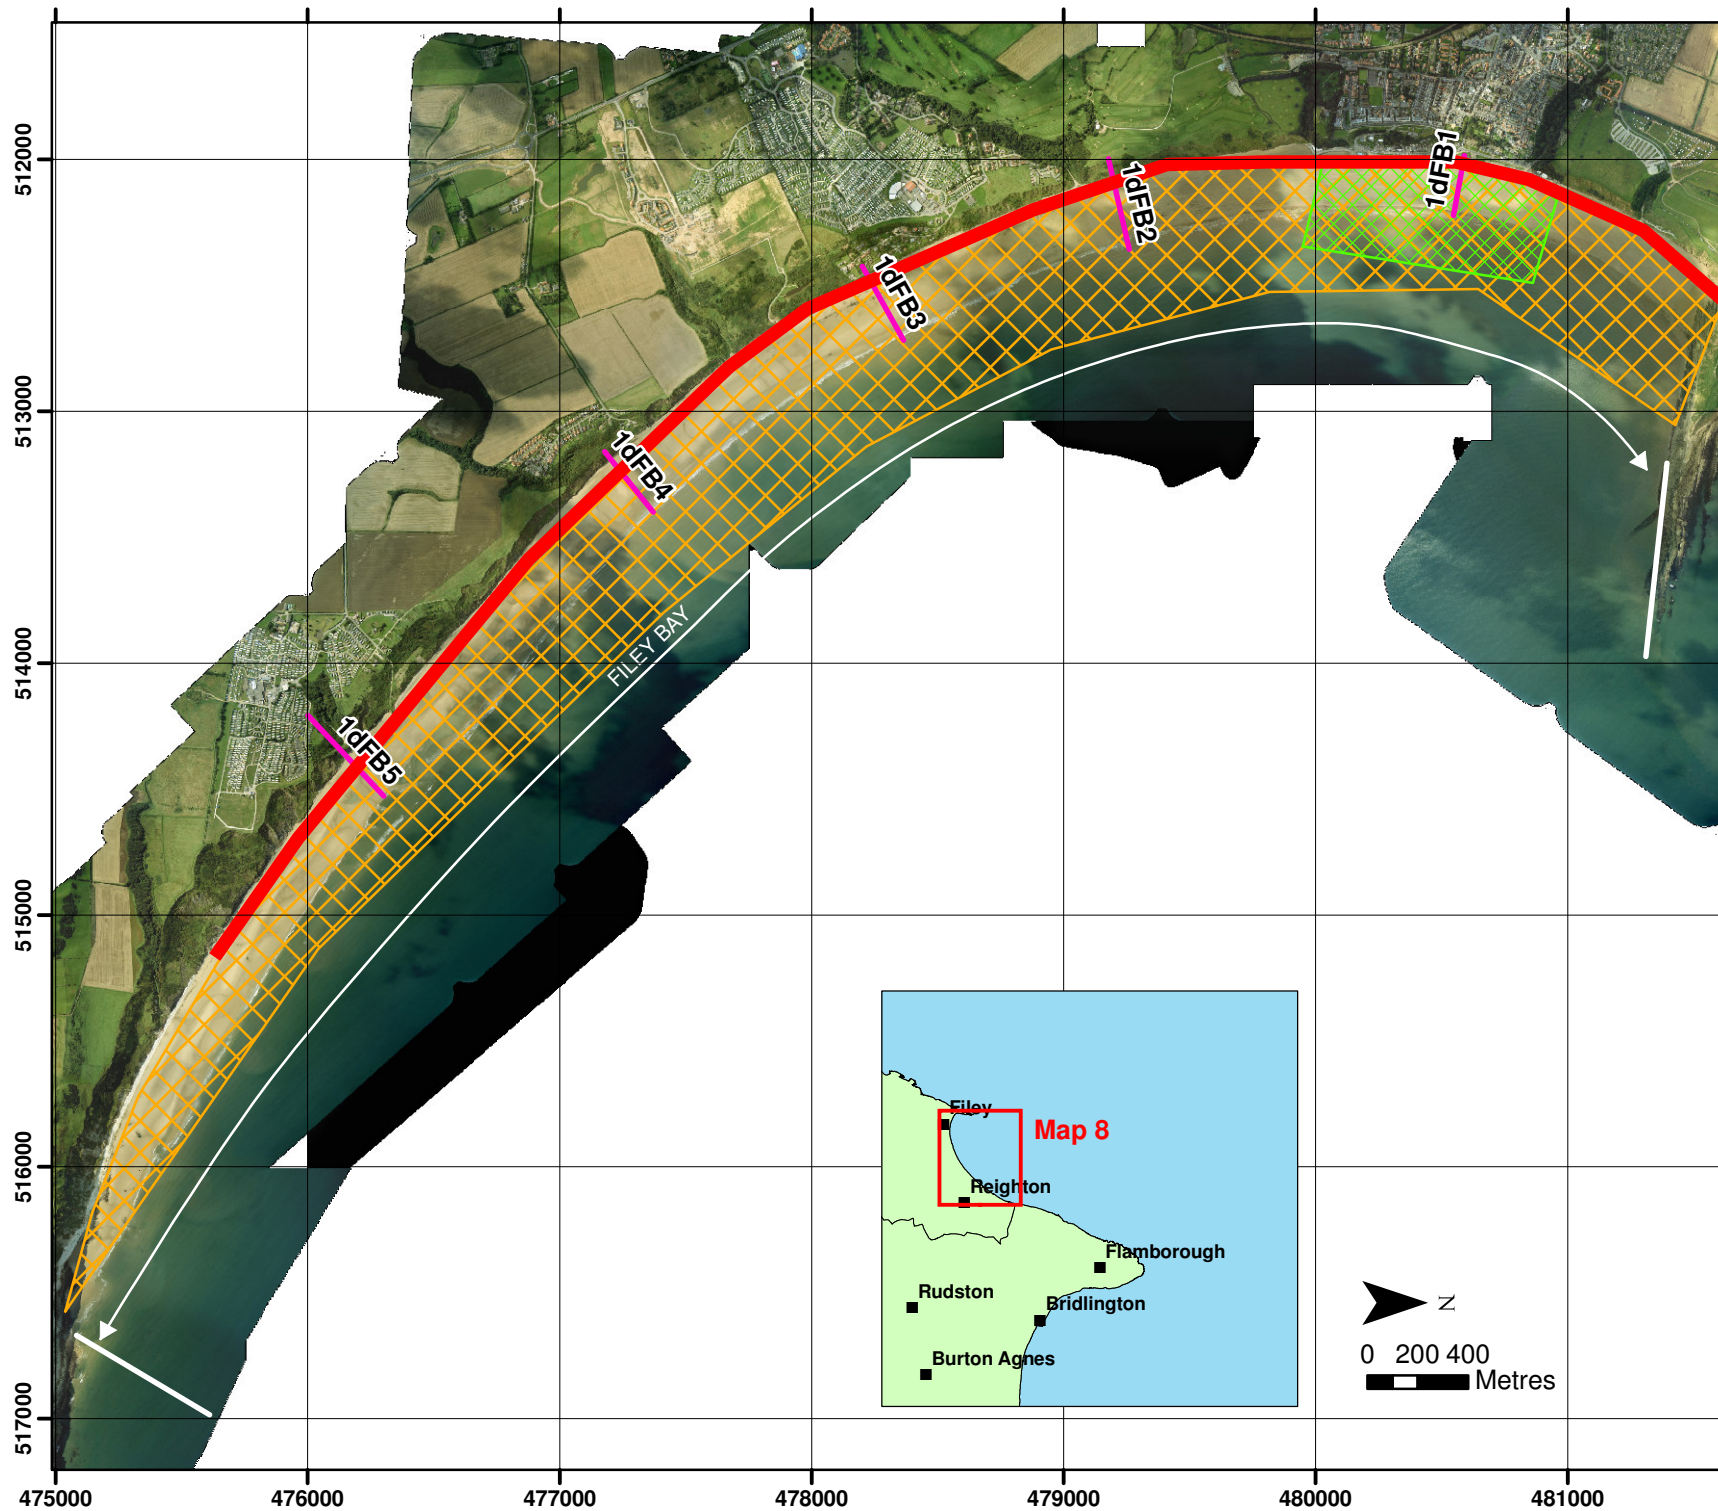 512000
513000
514000
515000
516000
517000
1dFB1
1dFB2
1dFB3
1dFB4
1dFB5
FILEY BAY
Filey
Map 8
Reighton
Flamborough
Rudston
Bridlington
Burton Agnes
N
0 200 400
Metres
475000 476000 477000 478000 479000 480000 481000